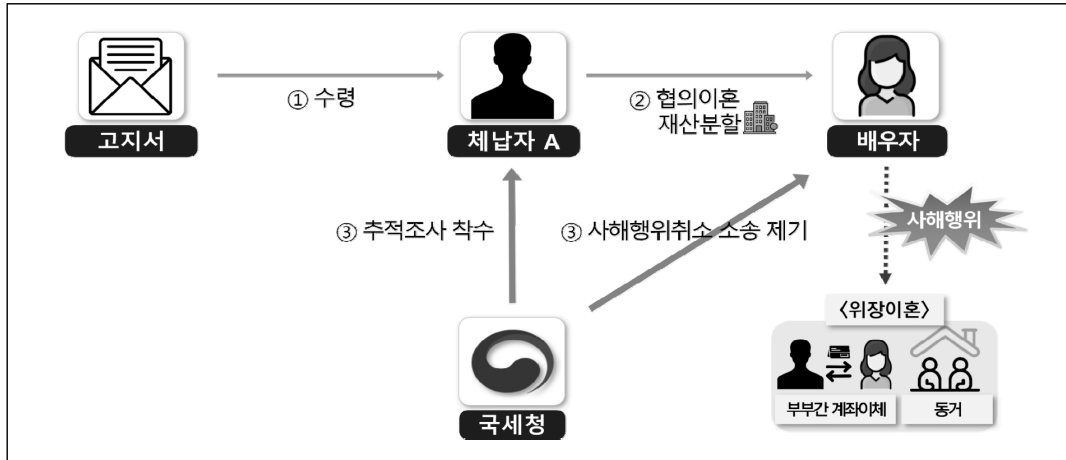 ① 수령
② 협의이혼
재산분할
고지서
체납자 A
배우자
③ 추적조사 착수
③ 사해행위취소 소송 제기
사해행위
〈위장이혼〉
부부간 계좌이체
동거
국세청